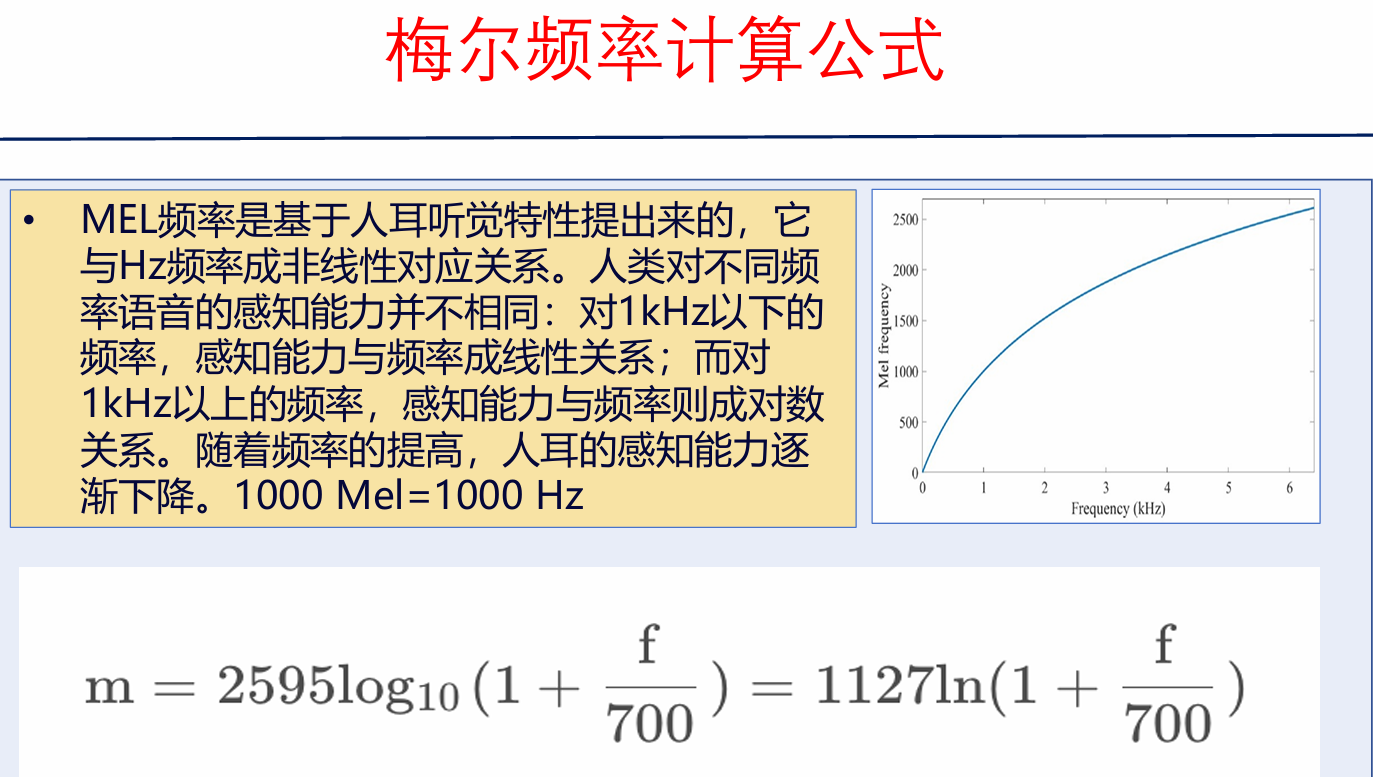 梅尔频率计算公式
• MEL频率是基于人耳听觉特性提出来的，它
与Hz频率成非线性对应关系。人类对不同频
率语音的感知能力并不相同：对1kHz以下的
频率，感知能力与频率成线性关系；而对
1kHz以上的频率，感知能力与频率则成对数
关系。随着频率的提高，人耳的感知能力逐
渐下降。1000 Mel=1000 Hz
Mel frequency
2500
2000
1500
1000
500
0
0 1 2 3 4 5 6
Frequency (kHz)
m = 2595log₁₀(1 + f/700) = 1127ln(1 + f/700)